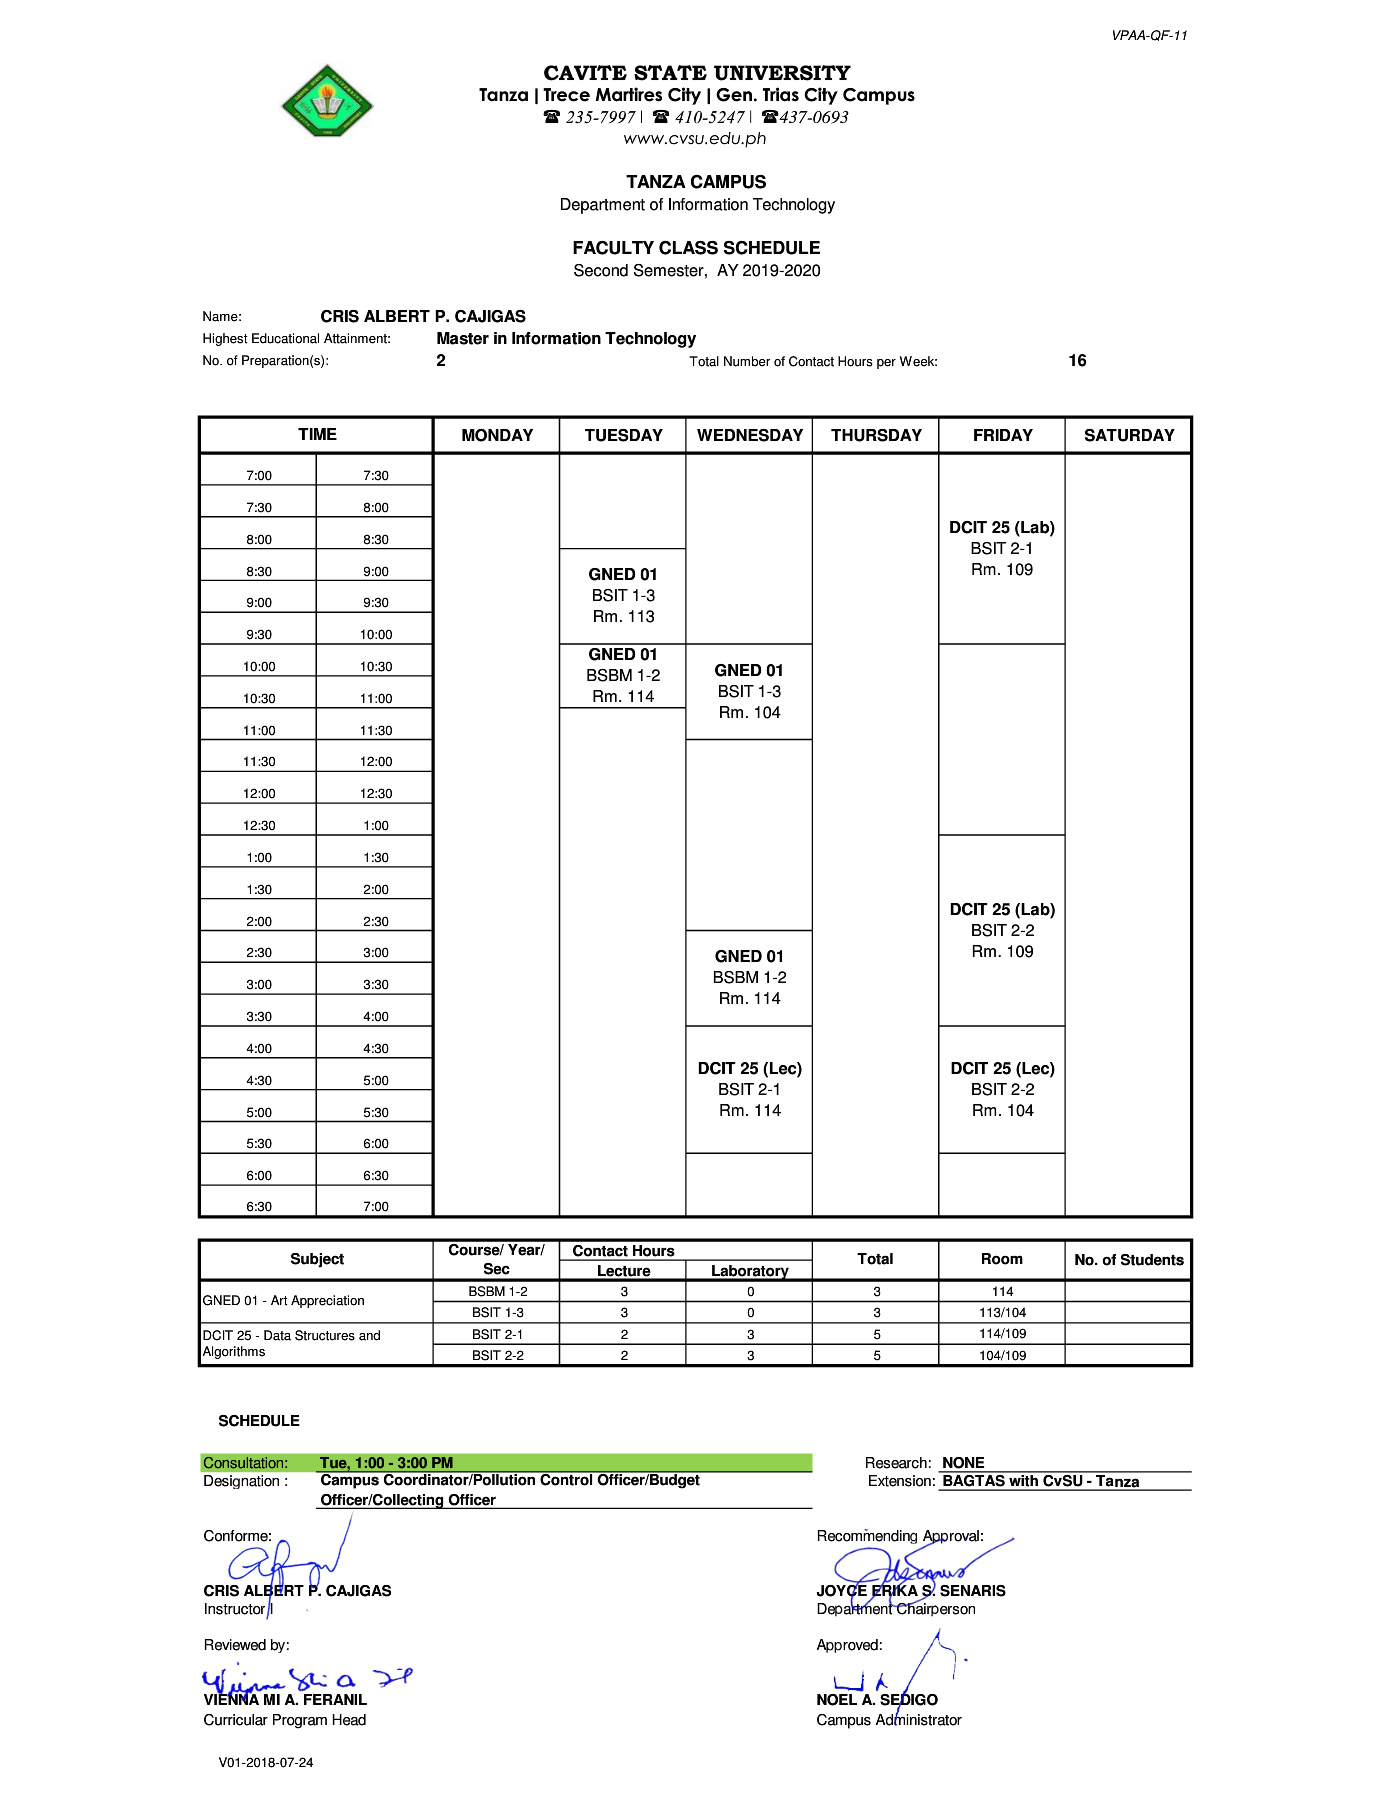 VPAA-QF-11
CAVITE STATE UNIVERSITY
Tanza | Trece Martires City | Gen. Trias City Campus
☎ 235-7997 | ☎ 410-5247 | ☎437-0693
www.cvsu.edu.ph
TANZA CAMPUS
Department of Information Technology
FACULTY CLASS SCHEDULE
Second Semester, AY 2019-2020
Name: CRIS ALBERT P. CAJIGAS
Highest Educational Attainment: Master in Information Technology
No. of Preparation(s): 2 Total Number of Contact Hours per Week: 16
TIME MONDAY TUESDAY WEDNESDAY THURSDAY FRIDAY SATURDAY
7:00 7:30
7:30 8:00
8:00 8:30
8:30 9:00
9:00 9:30
9:30 10:00
10:00 10:30
10:30 11:00
11:00 11:30
11:30 12:00
12:00 12:30
12:30 1:00
1:00 1:30
1:30 2:00
2:00 2:30
2:30 3:00
3:00 3:30
3:30 4:00
4:00 4:30
4:30 5:00
5:00 5:30
5:30 6:00
6:00 6:30
6:30 7:00
GNED 01
BSIT 1-3
Rm. 113
GNED 01
BSBM 1-2
Rm. 114
GNED 01
BSIT 1-3
Rm. 104
GNED 01
BSBM 1-2
Rm. 114
DCIT 25 (Lec)
BSIT 2-1
Rm. 114
DCIT 25 (Lab)
BSIT 2-1
Rm. 109
DCIT 25 (Lab)
BSIT 2-2
Rm. 109
DCIT 25 (Lec)
BSIT 2-2
Rm. 104
Subject Course/ Year/ Sec Contact Hours Total Room No. of Students
Lecture Laboratory
GNED 01 - Art Appreciation BSBM 1-2 3 0 3 114
BSIT 1-3 3 0 3 113/104
DCIT 25 - Data Structures and Algorithms BSIT 2-1 2 3 5 114/109
BSIT 2-2 2 3 5 104/109
SCHEDULE
Consultation: Tue, 1:00 - 3:00 PM Research: NONE
Designation : Campus Coordinator/Pollution Control Officer/Budget Extension: BAGTAS with CvSU - Tanza
Officer/Collecting Officer
Conforme: Recommending Approval:
CRIS ALBERT P. CAJIGAS JOYCE ERIKA S. SENARIS
Instructor I Department Chairperson
Reviewed by: Approved:
VIENNA MI A. FERANIL NOEL A. SEDIGO
Curricular Program Head Campus Administrator
V01-2018-07-24